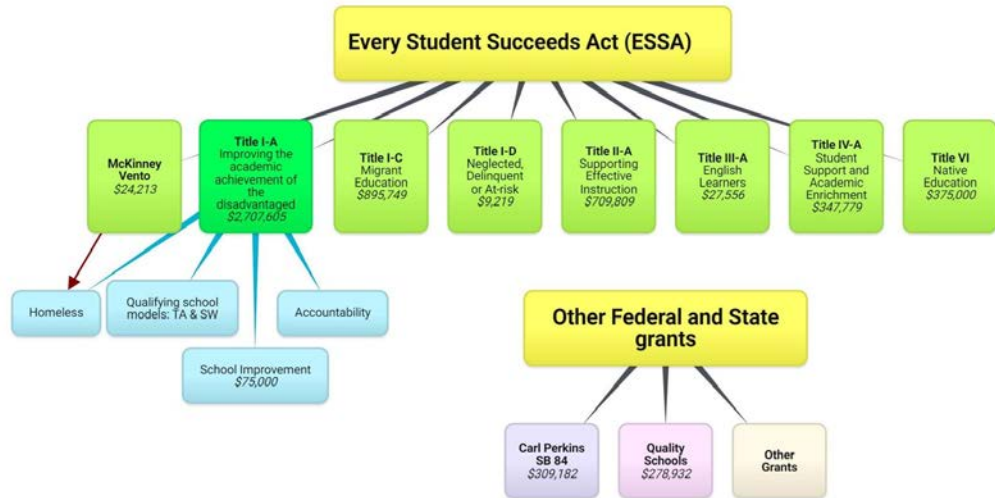 Every Student Succeeds Act (ESSA)
McKinney
Vento
$24,213
Title I-A
Improving the
academic
achievement of
the
disadvantaged
$2,707,605
Title I-C
Migrant
Education
$895,749
Title I-D
Neglected,
Delinquent
or At-risk
$9,219
Title II-A
Supporting
Effective
Instruction
$709,809
Title III-A
English
Learners
$27,556
Title IV-A
Student
Support and
Academic
Enrichment
$347,779
Title VI
Native
Education
$375,000
Homeless
Qualifying school
models: TA & SW
Accountability
School Improvement
$75,000
Other Federal and State
grants
Carl Perkins
SB 84
$309,182
Quality
Schools
$278,932
Other
Grants